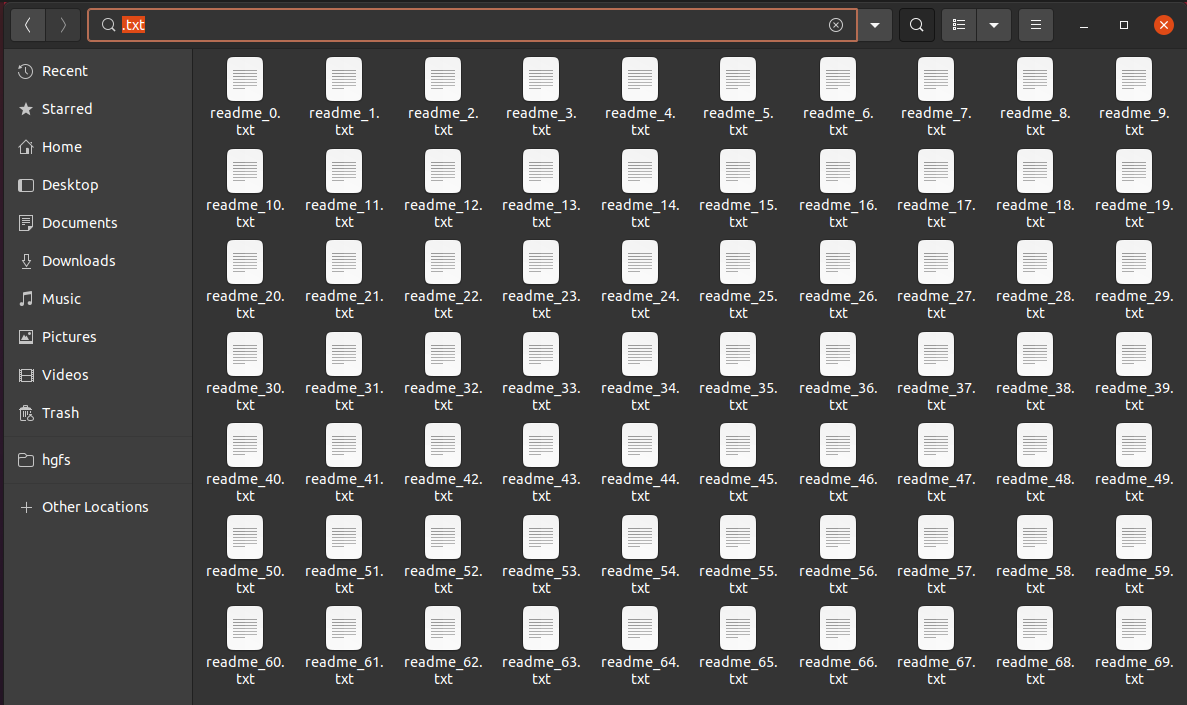 .txt
Recent
Starred
Home
Desktop
Documents
Downloads
Music
Pictures
Videos
Trash
hgfs
Other Locations
readme_0. readme_1. readme_2. readme_3. readme_4. readme_5. readme_6. readme_7. readme_8. readme_9.
txt txt txt txt txt txt txt txt txt txt
readme_10. readme_11. readme_12. readme_13. readme_14. readme_15. readme_16. readme_17. readme_18. readme_19.
txt txt txt txt txt txt txt txt txt txt
readme_20. readme_21. readme_22. readme_23. readme_24. readme_25. readme_26. readme_27. readme_28. readme_29.
txt txt txt txt txt txt txt txt txt txt
readme_30. readme_31. readme_32. readme_33. readme_34. readme_35. readme_36. readme_37. readme_38. readme_39.
txt txt txt txt txt txt txt txt txt txt
readme_40. readme_41. readme_42. readme_43. readme_44. readme_45. readme_46. readme_47. readme_48. readme_49.
txt txt txt txt txt txt txt txt txt txt
readme_50. readme_51. readme_52. readme_53. readme_54. readme_55. readme_56. readme_57. readme_58. readme_59.
txt txt txt txt txt txt txt txt txt txt
readme_60. readme_61. readme_62. readme_63. readme_64. readme_65. readme_66. readme_67. readme_68. readme_69.
txt txt txt txt txt txt txt txt txt txt